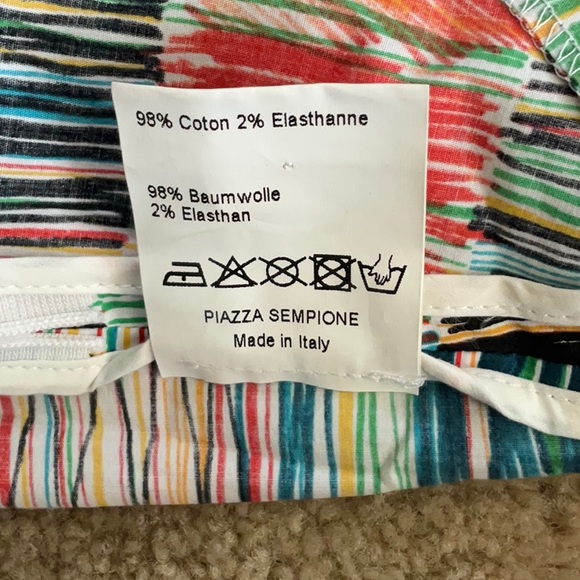 98% Coton 2% Elasthanne
98% Baumwolle
2% Elasthan
PIAZZA SEMPIONE
Made in Italy